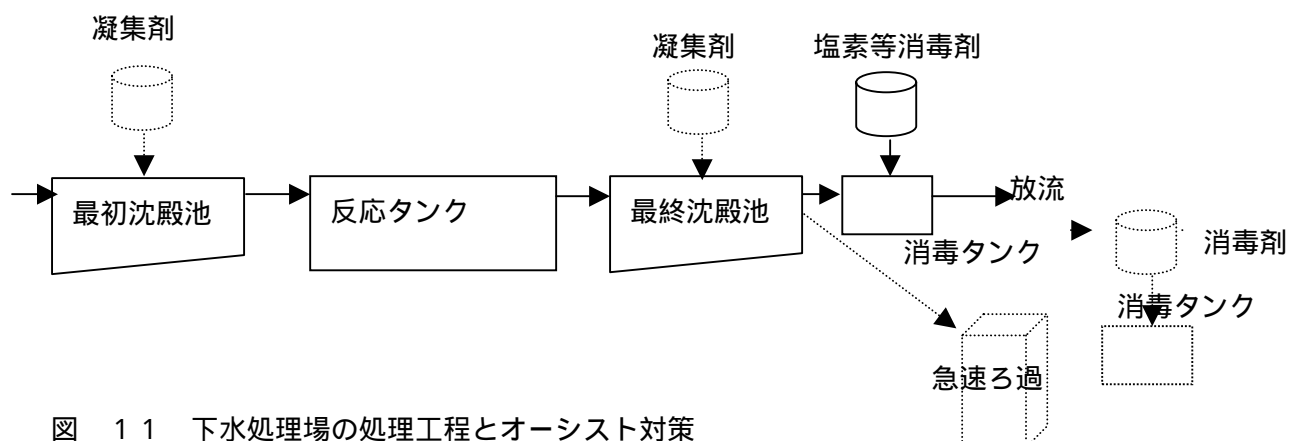 凝集剤
凝集剤
塩素等消毒剤
最初沈殿池
反応タンク
最終沈殿池
放流
消毒タンク
消毒剤
消毒タンク
急速ろ過
図 11 下水処理場の処理工程とオーシスト対策